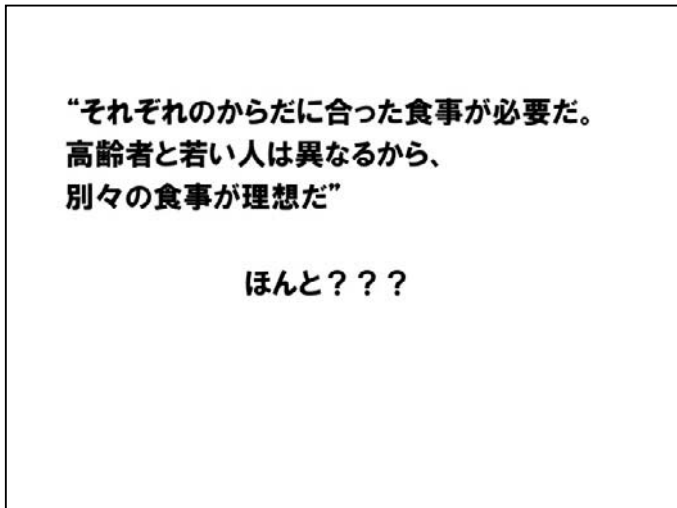 “それぞれのからだに合った食事が必要だ。
高齢者と若い人は異なるから、
別々の食事が理想だ”
ほんと？？？